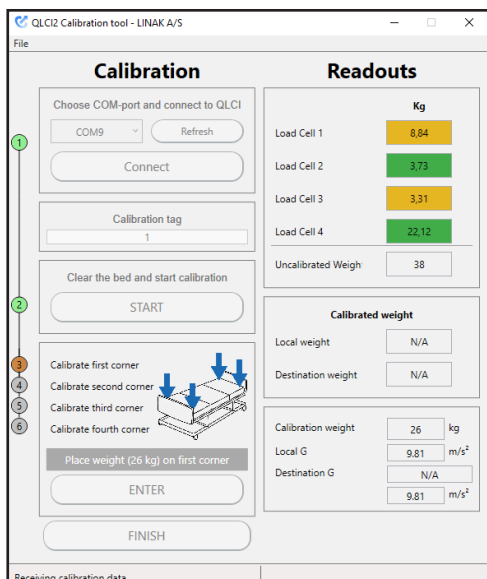 QLCI2 Calibration tool - LINAK A/S
File
Calibration
Choose COM-port and connect to QLCI
COM9
Refresh
1
Connect
Calibration tag
1
Clear the bed and start calibration
2
START
3
Calibrate first corner
4
Calibrate second corner
5
Calibrate third corner
6
Calibrate fourth corner
Place weight (26 kg) on first corner
ENTER
FINISH
Readouts
Kg
Load Cell 1 8,84
Load Cell 2 3,73
Load Cell 3 3,31
Load Cell 4 22,12
Uncalibrated Weigh 38
Calibrated weight
Local weight N/A
Destination weight N/A
Calibration weight 26 kg
Local G 9.81 m/s²
Destination G N/A
9.81 m/s²
Receiving calibration data